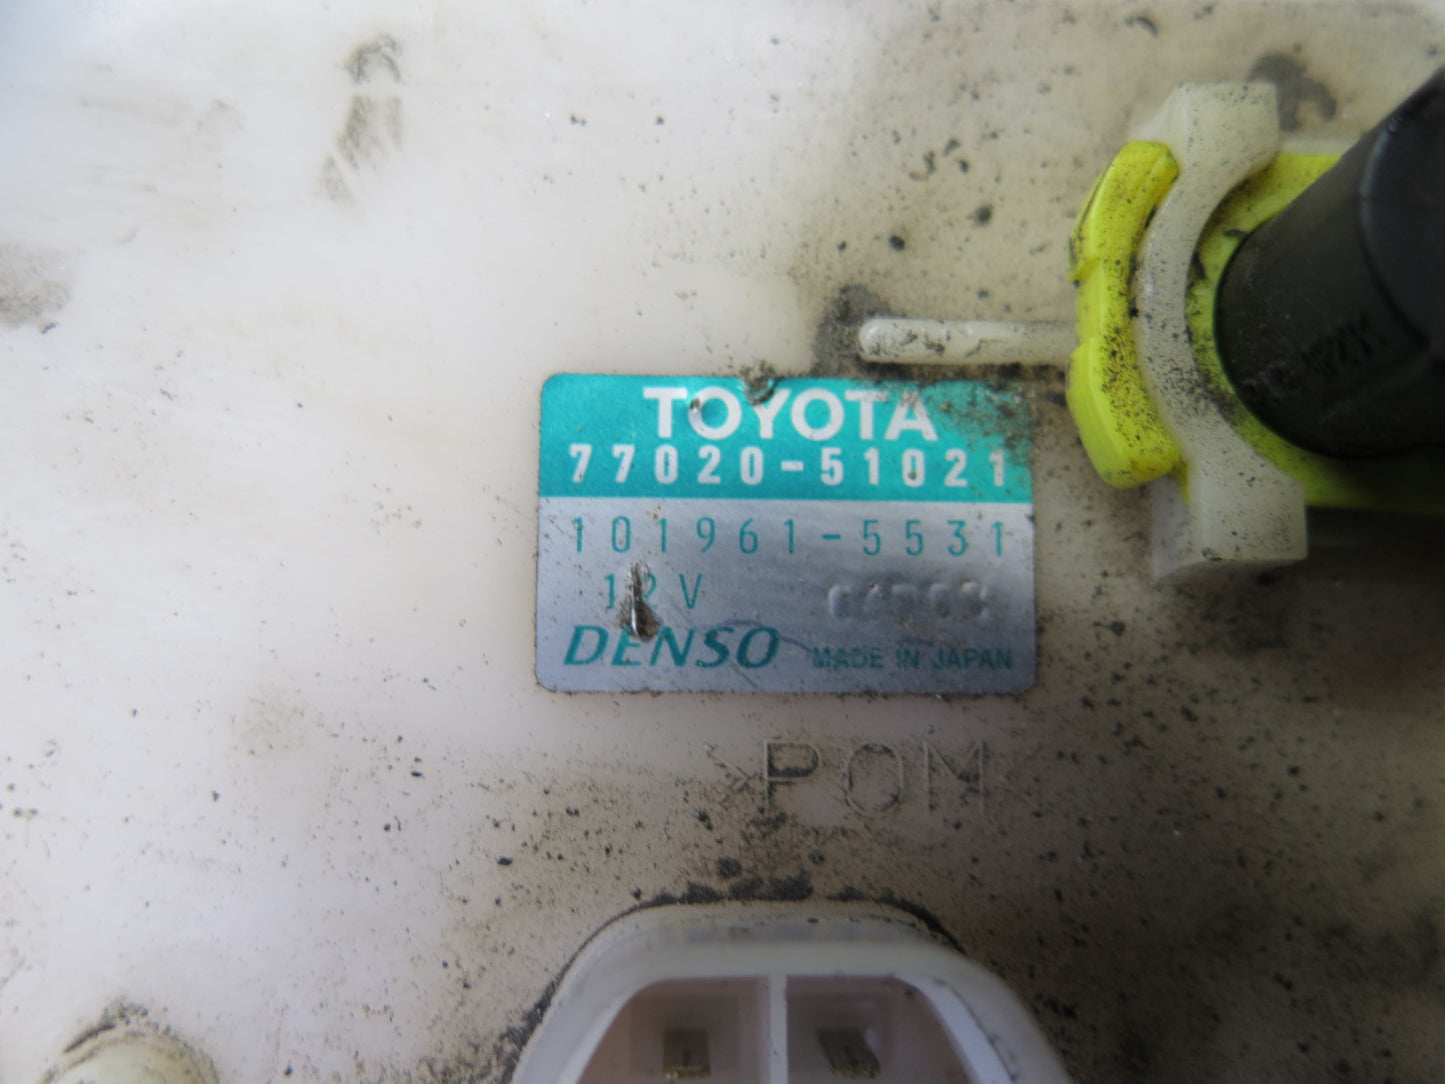 TOYOTA
77020-51021
101961-5531
12V
DENSO MADE IN JAPAN
>POM<